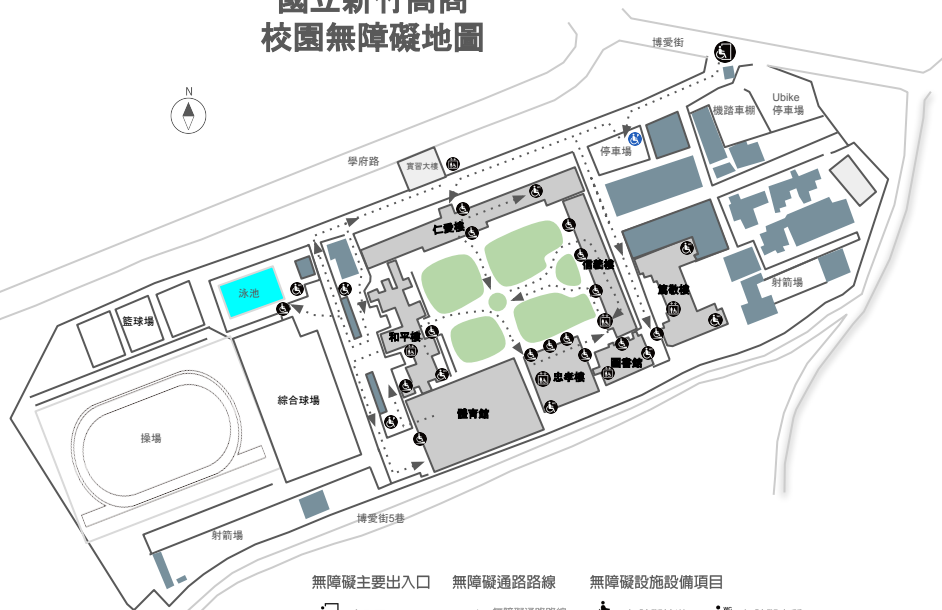 國立新竹高商
校園無障礙地圖
博愛街
N
機踏車棚
Ubike
停車場
停車場
學府路
實習大樓
仁愛樓
信義樓
篤敬樓
射箭場
泳池
籃球場
和平樓
圖書館
忠孝樓
綜合球場
體育館
操場
射箭場
博愛街5巷
無障礙主要出入口 無障礙通路路線 無障礙設施設備項目